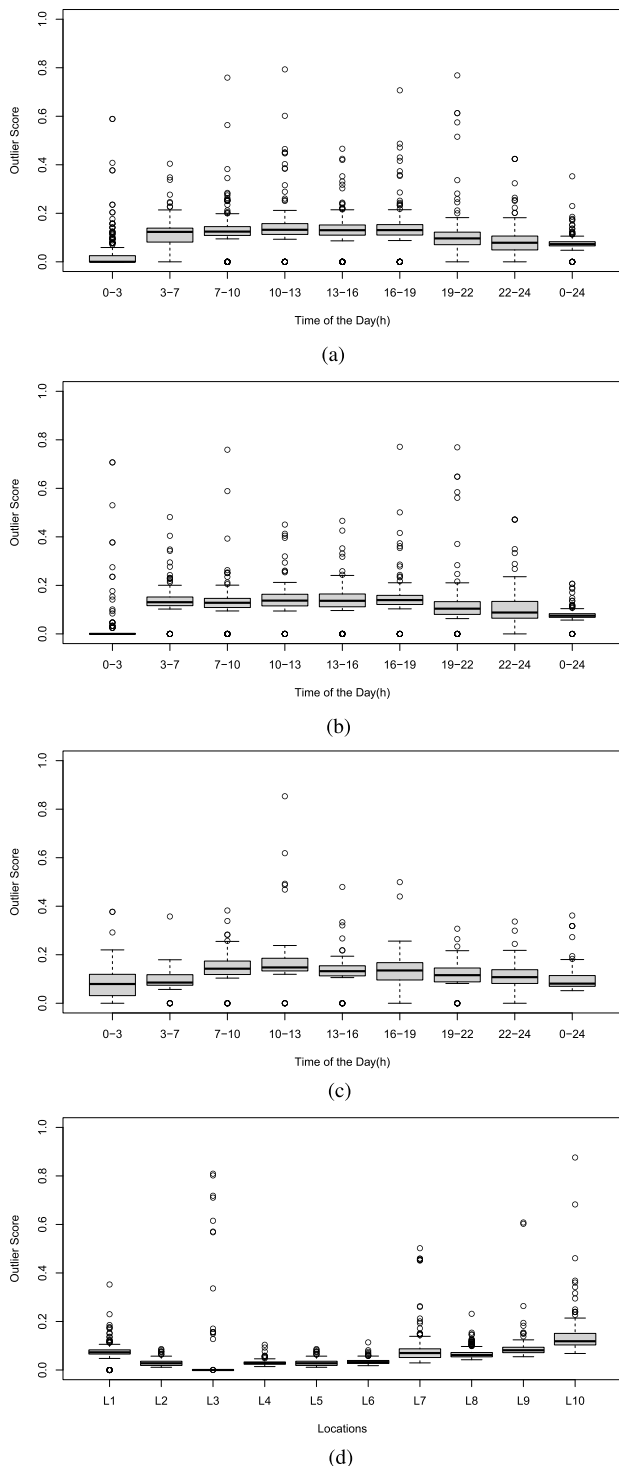 1.0
0.8
0.6
0.4
0.2
0.0
Outlier Score
0−3 3−7 7−10 10−13 13−16 16−19 19−22 22−24 0−24
Time of the Day(h)
(a)
1.0
0.8
0.6
0.4
0.2
0.0
Outlier Score
0−3 3−7 7−10 10−13 13−16 16−19 19−22 22−24 0−24
Time of the Day(h)
(b)
1.0
0.8
0.6
0.4
0.2
0.0
Outlier Score
0−3 3−7 7−10 10−13 13−16 16−19 19−22 22−24 0−24
Time of the Day(h)
(c)
1.0
0.8
0.6
0.4
0.2
0.0
Outlier Score
L1 L2 L3 L4 L5 L6 L7 L8 L9 L10
Locations
(d)